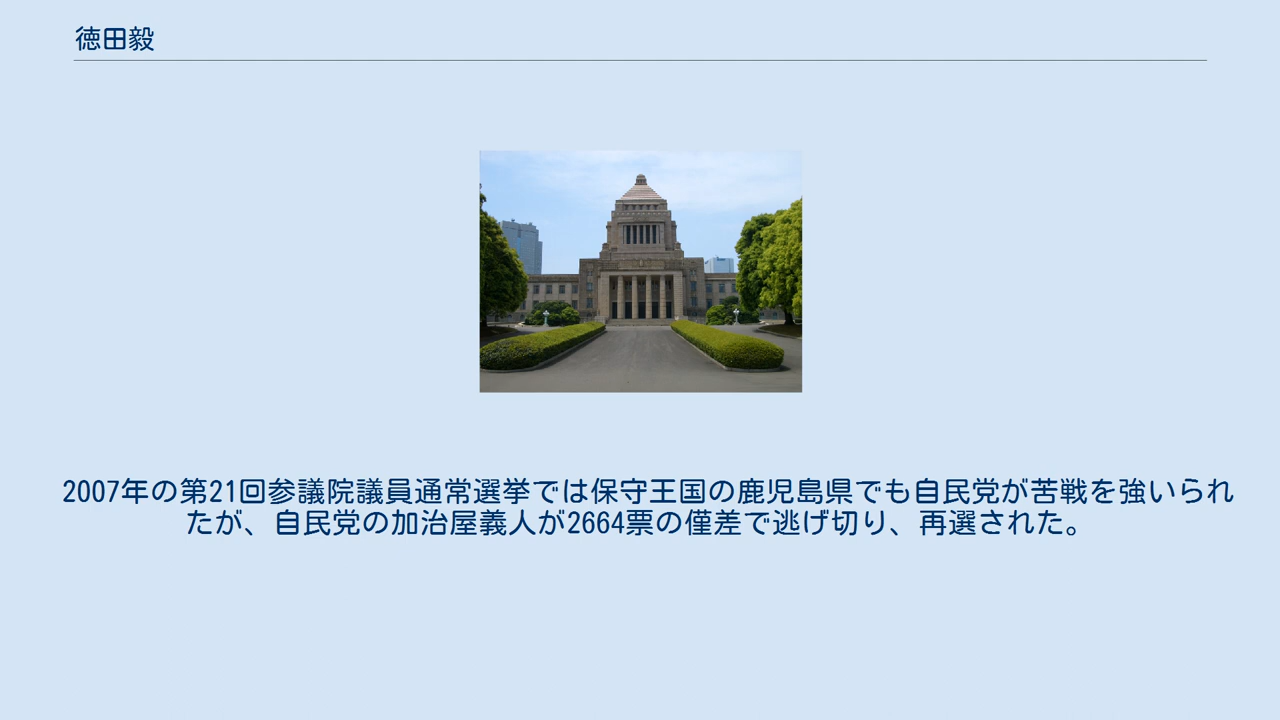 徳田毅
2007年の第21回参議院議員通常選挙では保守王国の鹿児島県でも自民党が苦戦を強いられ
たが、自民党の加治屋義人が2664票の僅差で逃げ切り、再選された。